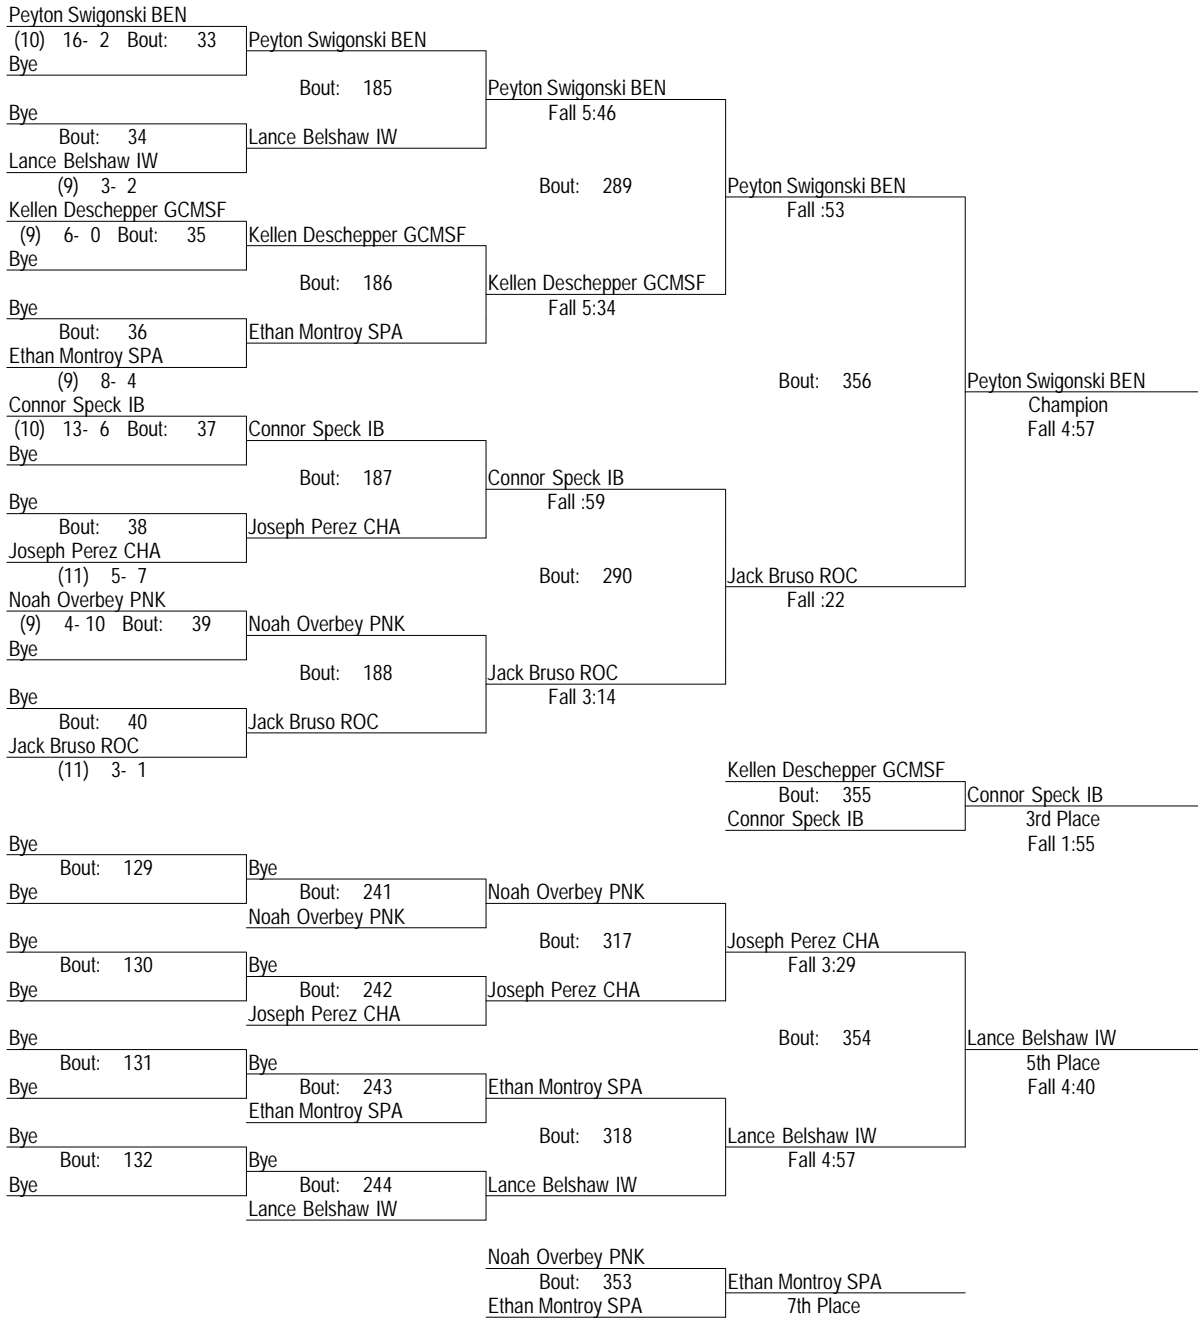 Peyton Swigonski BEN
(10) 16- 2 Bout: 33
Peyton Swigonski BEN
Bye
Bout: 185
Peyton Swigonski BEN
Bye
Fall 5:46
Bout: 34
Lance Belshaw IW
Lance Belshaw IW
(9) 3- 2
Bout: 289
Peyton Swigonski BEN
Kellen Deschepper GCMSF
Fall :53
(9) 6- 0 Bout: 35
Kellen Deschepper GCMSF
Bye
Bout: 186
Kellen Deschepper GCMSF
Bye
Fall 5:34
Bout: 36
Ethan Montroy SPA
Ethan Montroy SPA
(9) 8- 4
Bout: 356
Peyton Swigonski BEN
Connor Speck IB
Champion
(10) 13- 6 Bout: 37
Connor Speck IB
Fall 4:57
Bye
Bout: 187
Connor Speck IB
Bye
Fall :59
Bout: 38
Joseph Perez CHA
Joseph Perez CHA
(11) 5- 7
Bout: 290
Jack Bruso ROC
Noah Overbey PNK
Fall :22
(9) 4- 10 Bout: 39
Noah Overbey PNK
Bye
Bout: 188
Jack Bruso ROC
Bye
Fall 3:14
Bout: 40
Jack Bruso ROC
Jack Bruso ROC
(11) 3- 1
Kellen Deschepper GCMSF
Bout: 355
Connor Speck IB
Connor Speck IB
3rd Place
Fall 1:55
Bye
Bout: 129
Bye
Bye
Bout: 241
Noah Overbey PNK
Noah Overbey PNK
Bye
Bout: 317
Joseph Perez CHA
Bout: 130
Bye
Fall 3:29
Bye
Bout: 242
Joseph Perez CHA
Joseph Perez CHA
Bye
Bout: 354
Lance Belshaw IW
Bout: 131
Bye
5th Place
Bye
Bout: 243
Ethan Montroy SPA
Fall 4:40
Ethan Montroy SPA
Bye
Bout: 318
Lance Belshaw IW
Bout: 132
Bye
Fall 4:57
Bye
Bout: 244
Lance Belshaw IW
Lance Belshaw IW
Noah Overbey PNK
Bout: 353
Ethan Montroy SPA
Ethan Montroy SPA
7th Place